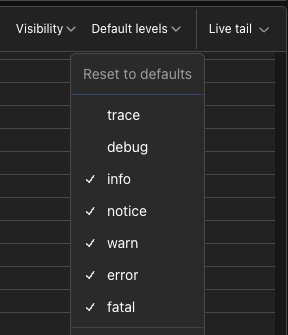 Visibility Default levels Live tail
Reset to defaults
trace
debug
info
notice
warn
error
fatal